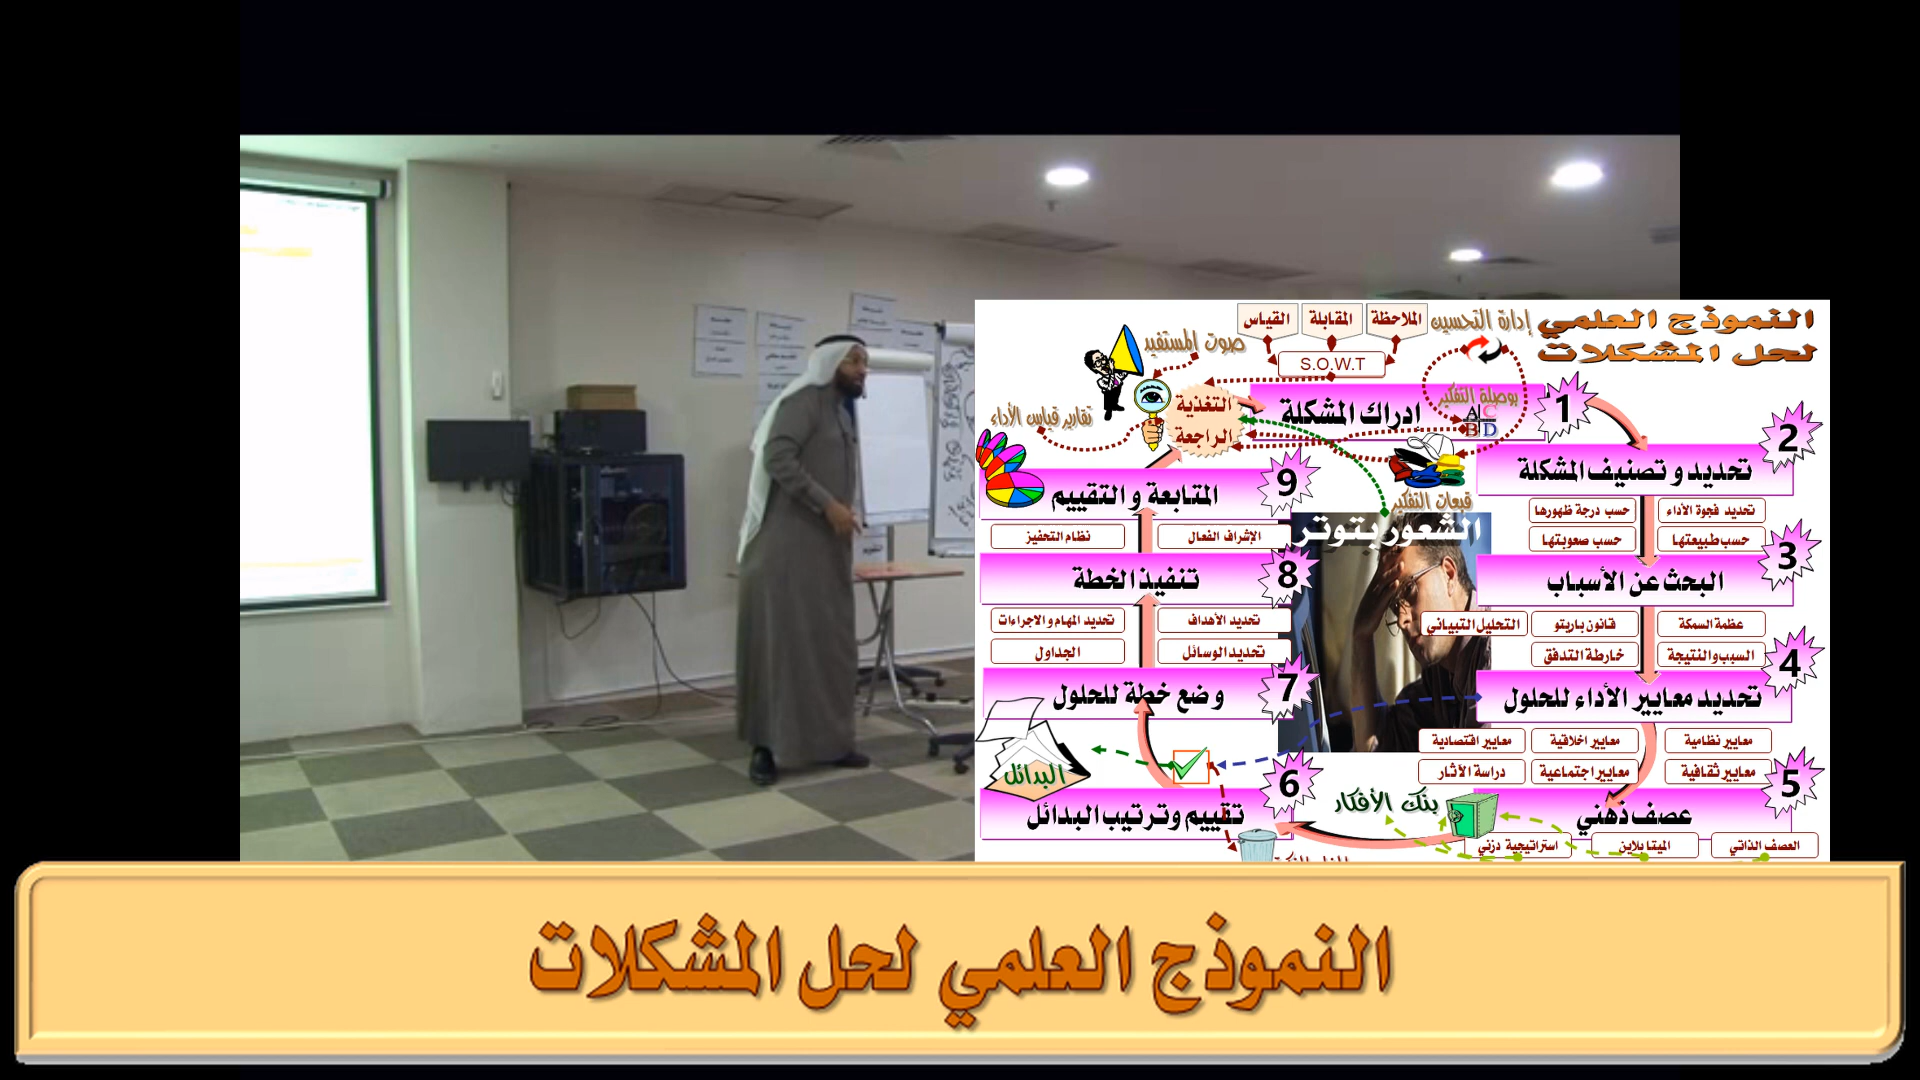 النموذج العلمي
لحل المشكلات
إدارة التحسين
الملاحظة
المقابلة
القياس
S.O.W.T
صوت المستفيد
تقارير قياس الأداء
التغذية
الراجعة
بوصلة التفكير
A C
B D
قبعات التفكير
1
ادراك المشكلة
2
تحديد و تصنيف المشكلة
تحديد فجوة الأداء
حسب درجة ظهورها
حسب طبيعتها
حسب صعوبتها
3
البحث عن الأسباب
عظمة السمكة
قانون باريتو
التحليل التبياني
السبب والنتيجة
خارطة التدفق
4
تحديد معايير الأداء للحلول
معايير نظامية
معايير اخلاقية
معايير اقتصادية
معايير ثقافية
معايير اجتماعية
دراسة الآثار
5
عصف ذهني
العصف الذاتي
الميتا بلاين
استراتيجية دزني
بنك الأفكار
6
تقييم وترتيب البدائل
البدائل
7
وضع خطة للحلول
تحديد الأهداف
تحديد المهام و الاجراءات
تحديد الوسائل
الجداول
8
تنفيذ الخطة
الإشراف الفعال
نظام التحفيز
9
المتابعة و التقييم
الشعور بتوتر
النموذج العلمي لحل المشكلات